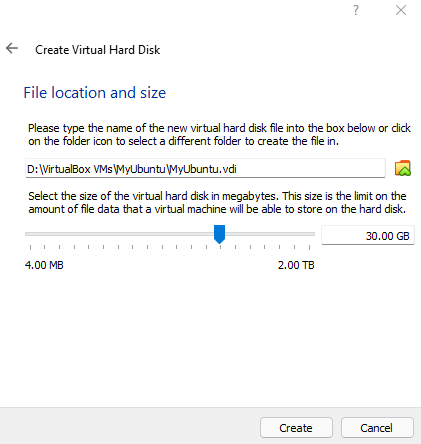 ?
Create Virtual Hard Disk
File location and size
Please type the name of the new virtual hard disk file into the box below or click
on the folder icon to select a different folder to create the file in.
D:\VirtualBox VMs\MyUbuntu\MyUbuntu.vdi
Select the size of the virtual hard disk in megabytes. This size is the limit on the
amount of file data that a virtual machine will be able to store on the hard disk.
30.00 GB
4.00 MB 2.00 TB
Create Cancel